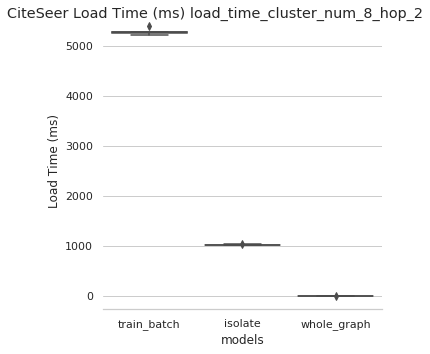 CiteSeer Load Time (ms) load_time_cluster_num_8_hop_2
5000
4000
3000
2000
1000
0
Load Time (ms)
train_batch
isolate
whole_graph
models